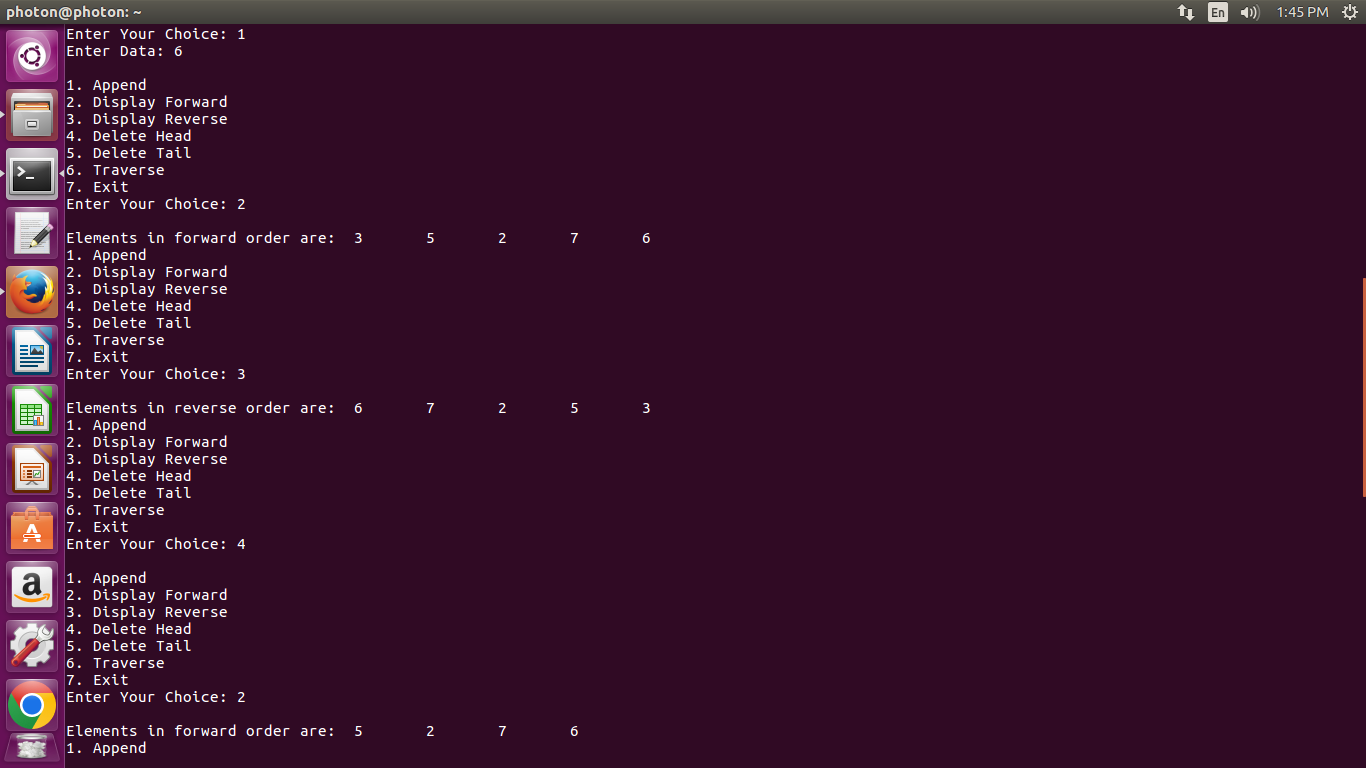 photon@photon: ~
En
1:45 PM
Enter Your Choice: 1
Enter Data: 6
1. Append
2. Display Forward
3. Display Reverse
4. Delete Head
5. Delete Tail
6. Traverse
7. Exit
Enter Your Choice: 2
Elements in forward order are: 3 5 2 7 6
1. Append
2. Display Forward
3. Display Reverse
4. Delete Head
5. Delete Tail
6. Traverse
7. Exit
Enter Your Choice: 3
Elements in reverse order are: 6 7 2 5 3
1. Append
2. Display Forward
3. Display Reverse
4. Delete Head
5. Delete Tail
6. Traverse
7. Exit
Enter Your Choice: 4
1. Append
2. Display Forward
3. Display Reverse
4. Delete Head
5. Delete Tail
6. Traverse
7. Exit
Enter Your Choice: 2
Elements in forward order are: 5 2 7 6
1. Append